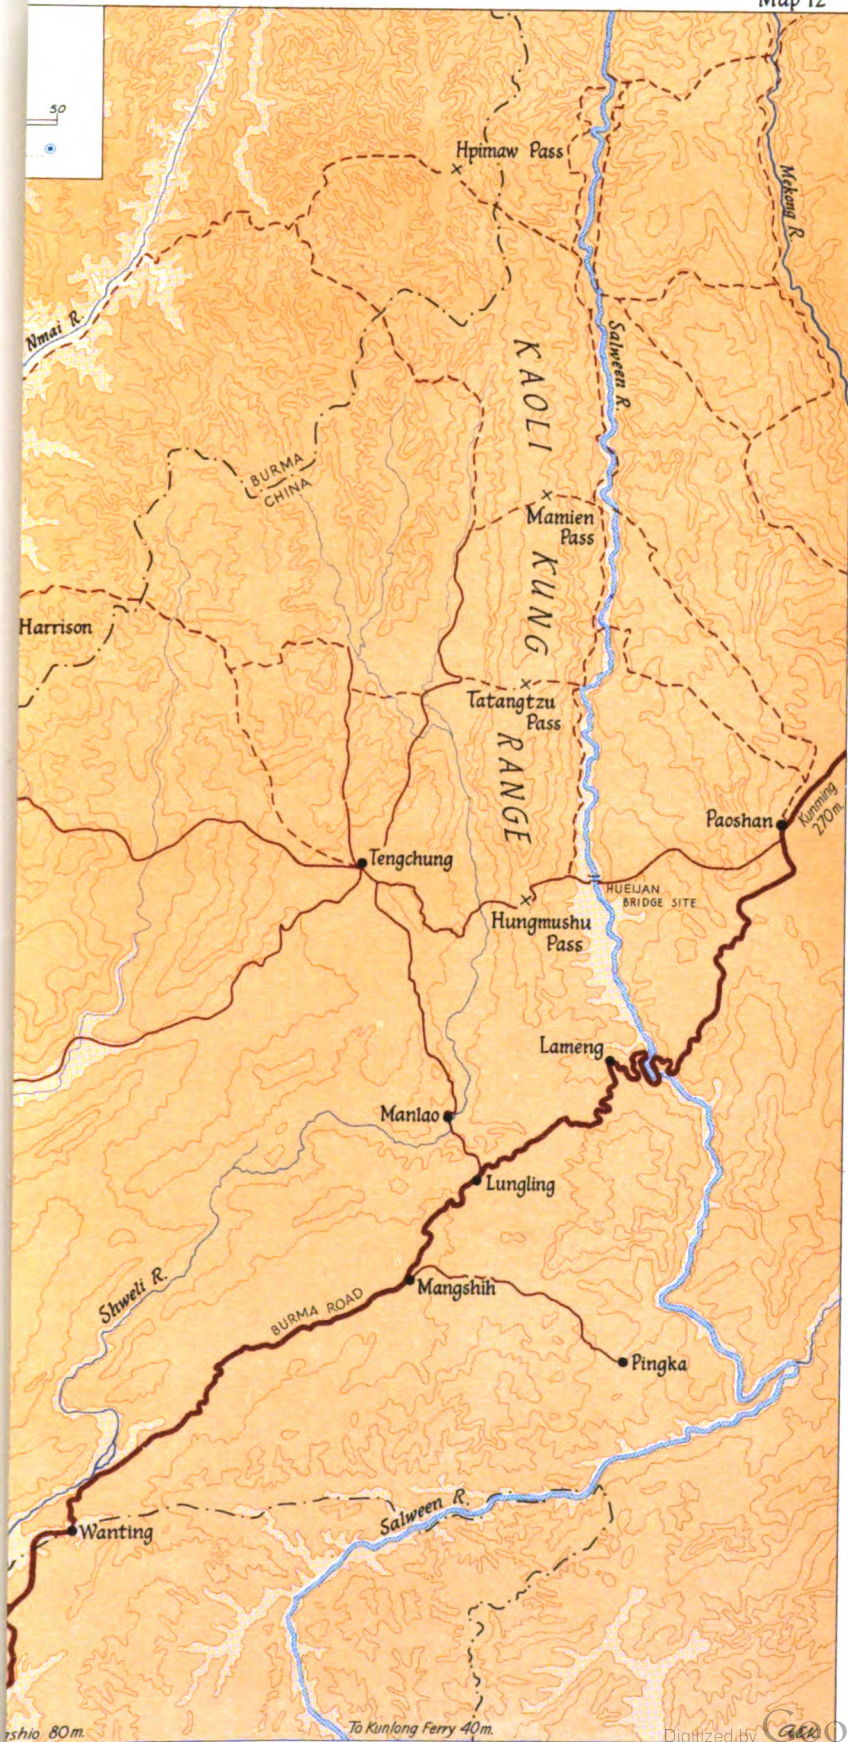 Map 12
50
Hpimaw Pass
Mekong R.
Nmai R.
Salween R.
KAOLI KUNG RANGE
BURMA
CHINA
Mamien
Pass
Harrison
Tatangtzu
Pass
Paoshan
Kunming
270m.
Tengchung
HUEIJAN
BRIDGE SITE
Hungmushu
Pass
Lameng
Manlao
Lungling
Shweli R.
Mangshih
BURMA ROAD
Pingka
Salween R.
Wanting
shio 80m.
To Kunlong Ferry 40m.
Digitized by Goo